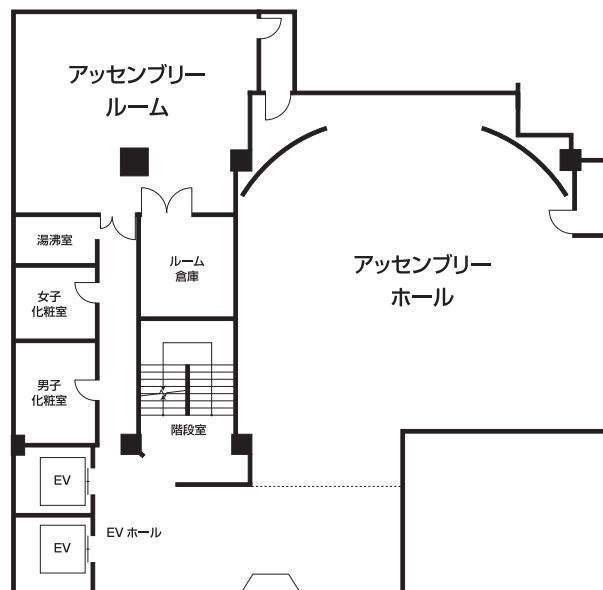 アッセンブリー
ルーム
湯沸室
ルーム
倉庫
アッセンブリー
ホール
女子
化粧室
男子
化粧室
階段室
EV
EV ホール
EV